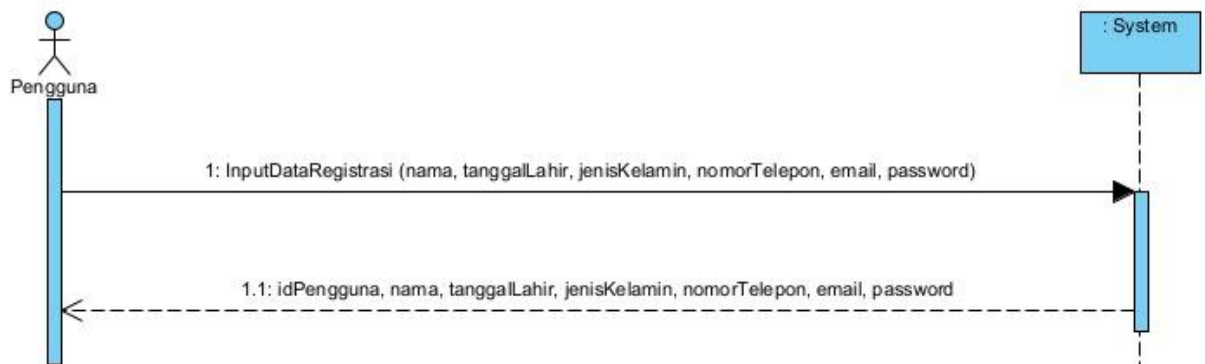 : System
Pengguna
1: InputDataRegistrasi (nama, tanggalLahir, jenisKelamin, nomorTelepon, email, password)
1.1: idPengguna, nama, tanggalLahir, jenisKelamin, nomorTelepon, email, password